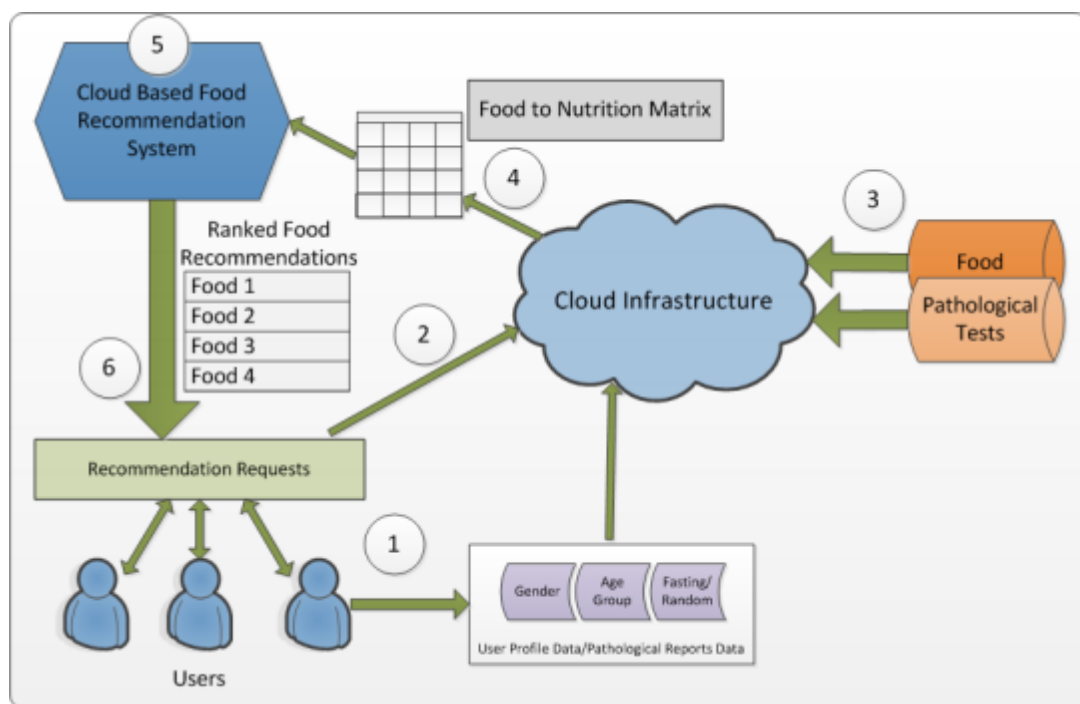 5
Cloud Based Food
Recommendation
System
Food to Nutrition Matrix
4
3
Food
Pathological
Tests
Cloud Infrastructure
Ranked Food
Recommendations
Food 1
Food 2
Food 3
Food 4
2
6
Recommendation Requests
1
Gender
Age
Group
Fasting/
Random
User Profile Data/Pathological Reports Data
Users